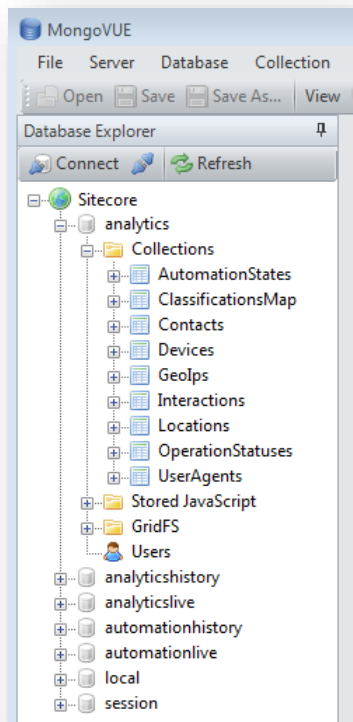 MongoVUE
File Server Database Collection
Open Save Save As... View
Database Explorer
Connect Refresh
Sitecore
analytics
Collections
AutomationStates
ClassificationsMap
Contacts
Devices
GeoIps
Interactions
Locations
OperationStatuses
UserAgents
Stored JavaScript
GridFS
Users
analyticshistory
analyticslive
automationhistory
automationlive
local
session